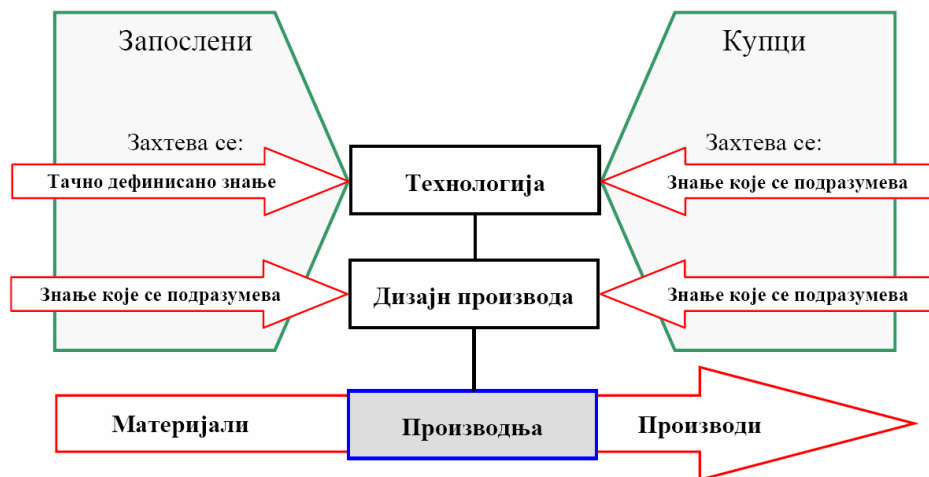 Запослени
Купци
Захтева се:
Захтева се:
Тачно дефинисано знање
Технологија
Знање које се подразумева
Знање које се подразумева
Дизајн производа
Знање које се подразумева
Материјали
Производња
Производи